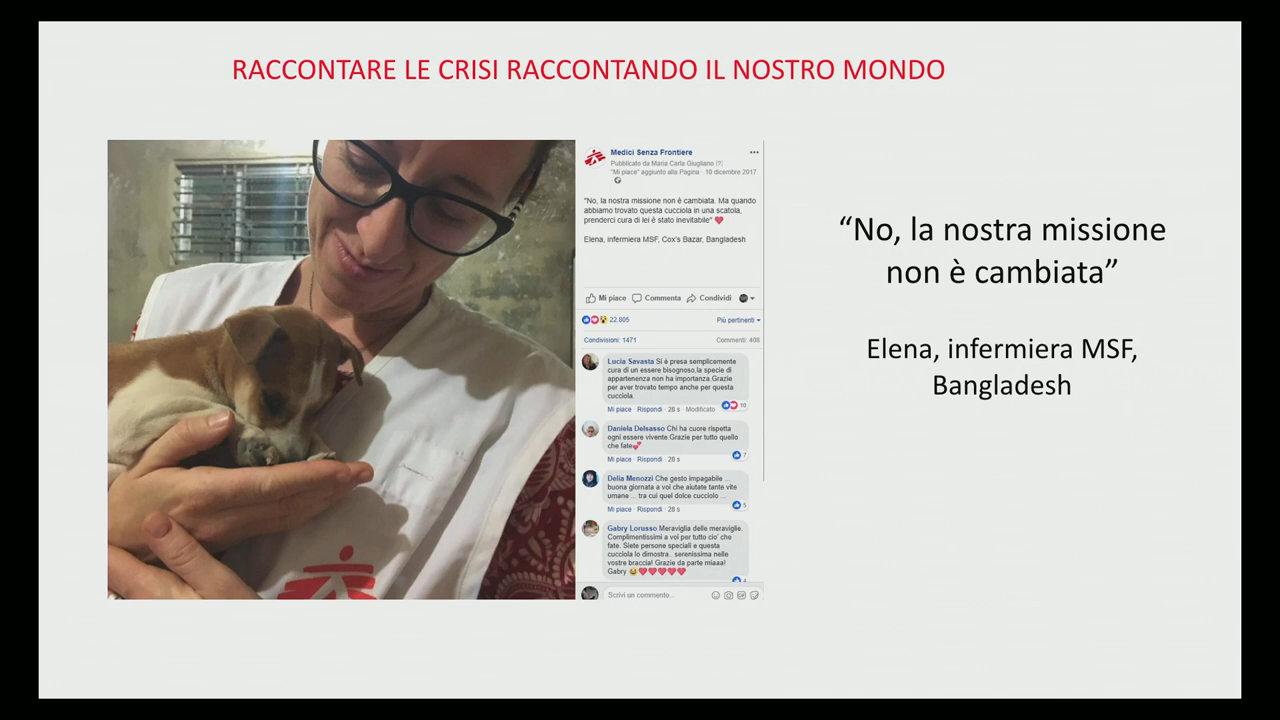 RACCONTARE LE CRISI RACCONTANDO IL NOSTRO MONDO
Medici Senza Frontiere
Pubblicato da Maria Carla Giugliano [?]
"Mi piace" aggiunto alla Pagina · 10 dicembre 2017
"No, la nostra missione non è cambiata. Ma quando
abbiamo trovato questa cucciola in una scatola,
prenderci cura di lei è stato inevitabile" ❤
Elena, infermiera MSF, Cox's Bazar, Bangladesh
Mi piace Commenta Condividi
22.805 Più pertinenti
Condivisioni: 1471 Commenti: 408
Lucia Savasta Si è presa semplicemente
cura di un essere bisognoso,la specie di
appartenenza non ha importanza.Grazie
per aver trovato tempo anche per questa
cucciola.
10
Mi piace · Rispondi · 28 s · Modificato
Daniela Delsasso Chi ha cuore rispetta
ogni essere vivente.Grazie per tutto quello
che fate💕
7
Mi piace · Rispondi · 28 s
Delia Menozzi Che gesto impagabile ...
buona giornata a voi che aiutate tante vite
umane ... tra cui quel dolce cucciolo ...
5
Mi piace · Rispondi · 28 s
Gabry Lorusso Meraviglia delle meraviglie.
Complimentissimi a voi per tutto cio' che
fate. Siete persone speciali e questa
cucciola lo dimostra.. serenissima nelle
vostre braccia! Grazie da parte miaaa!
Gabry 😂❤❤❤❤❤
4
Scrivi un commento...
“No, la nostra missione
non è cambiata”
Elena, infermiera MSF,
Bangladesh